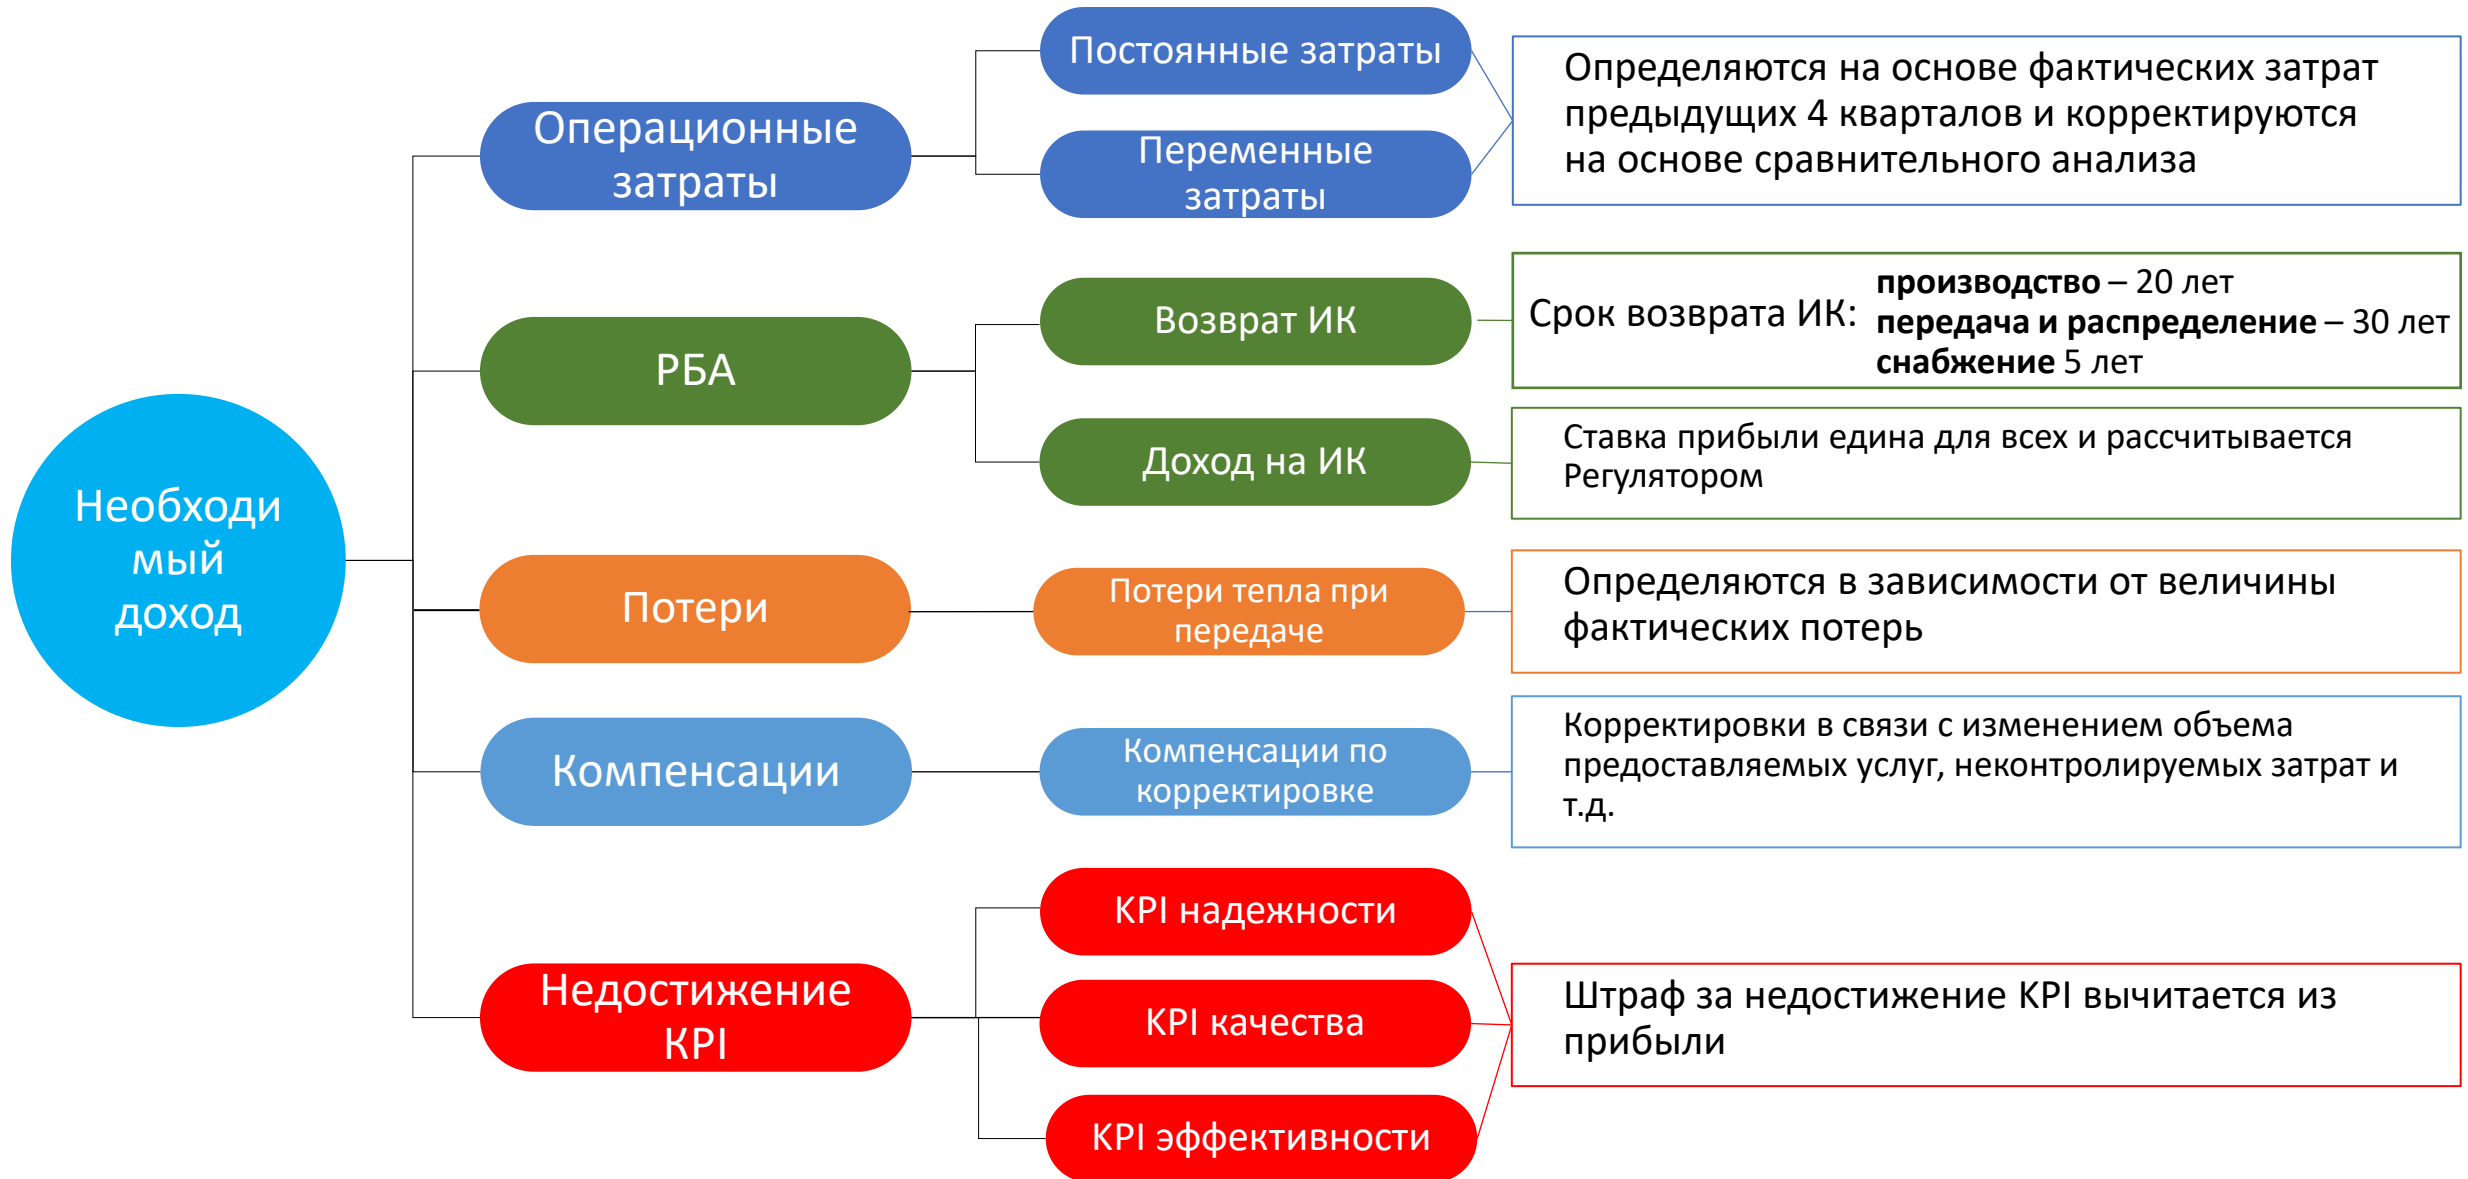 Необходи
мый
доход
Операционные
затраты
Постоянные затраты
Переменные
затраты
Определяются на основе фактических затрат
предыдущих 4 кварталов и корректируются
на основе сравнительного анализа
РБА
Возврат ИК
Срок возврата ИК:
производство – 20 лет
передача и распределение – 30 лет
снабжение 5 лет
Доход на ИК
Ставка прибыли едина для всех и рассчитывается
Регулятором
Потери
Потери тепла при
передаче
Определяются в зависимости от величины
фактических потерь
Компенсации
Компенсации по
корректировке
Корректировки в связи с изменением объема
предоставляемых услуг, неконтролируемых затрат и
т.д.
Недостижение
KPI
KPI надежности
KPI качества
KPI эффективности
Штраф за недостижение KPI вычитается из
прибыли